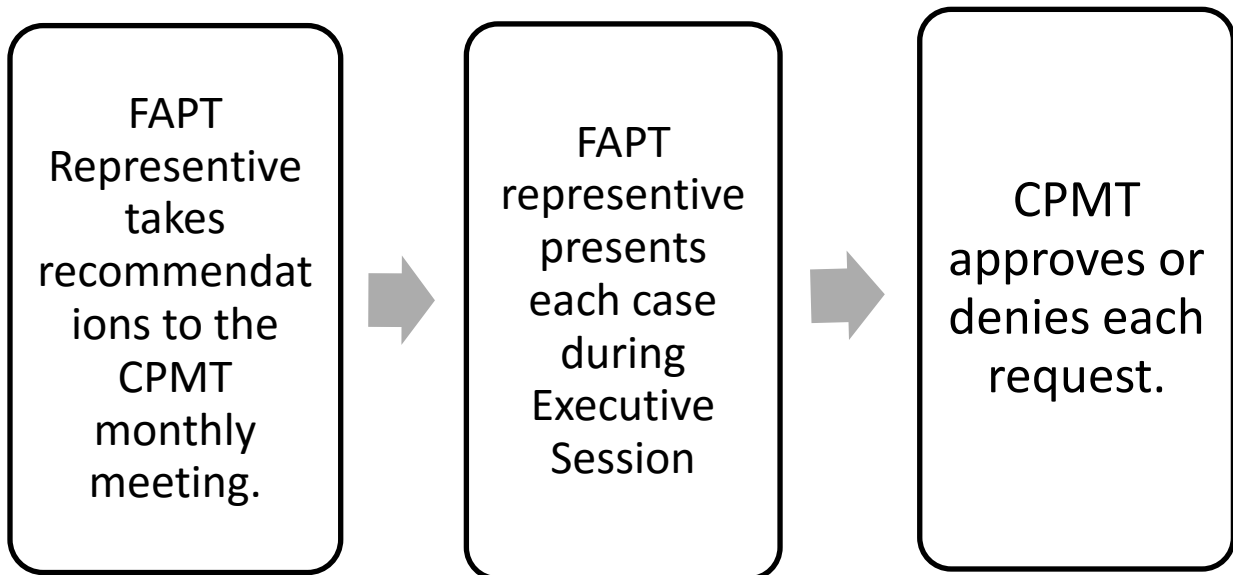 FAPT
Representive
takes
recommendat
ions to the
CPMT
monthly
meeting.
FAPT
representive
presents
each case
during
Executive
Session
CPMT
approves or
denies each
request.